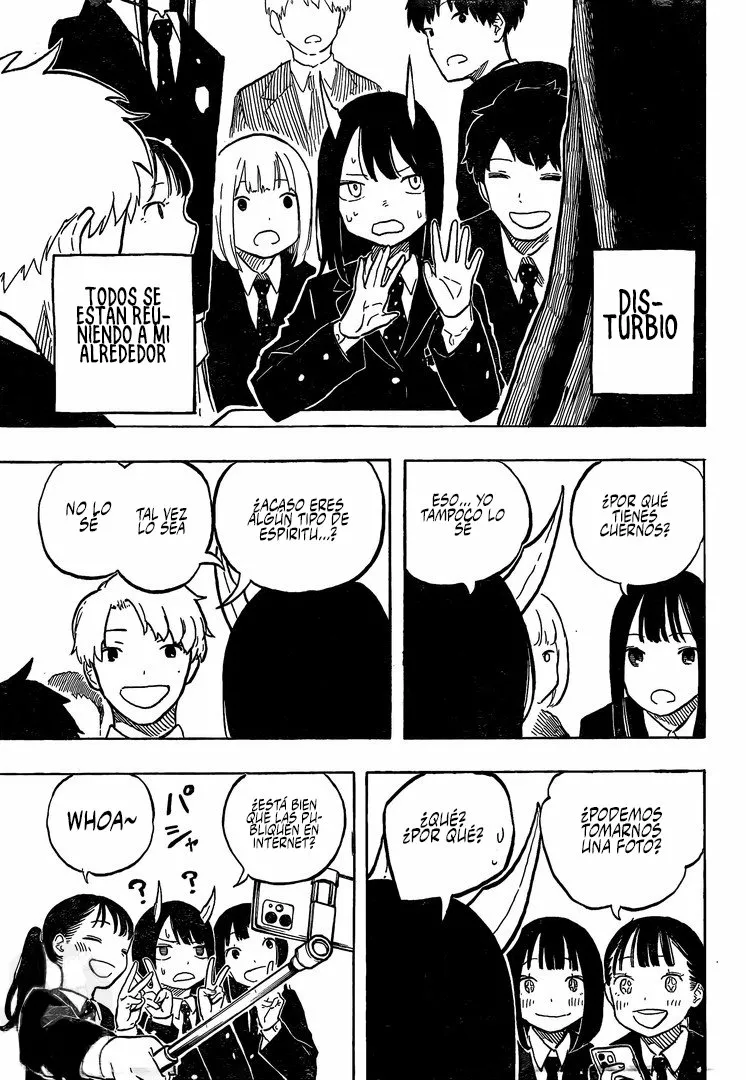 DIS-
TURBIO
TODOS SE
ESTÁN REU-
NIENDO A MI
ALREDEDOR
¿POR QUÉ
TIENES
CUERNOS?
ESO... YO
TAMPOCO LO
SÉ
¿ACASO ERES
ALGÚN TIPO DE
ESPÍRITU...?
TAL VEZ
LO SEA
NO LO
SÉ
¿PODEMOS
TOMARNOS
UNA FOTO?
¿QUÉ?
¿POR QUÉ?
¿ESTÁ BIEN
QUE LAS PU-
BLIQUEN EN
INTERNET?
パシャ
?
?
WHOA~